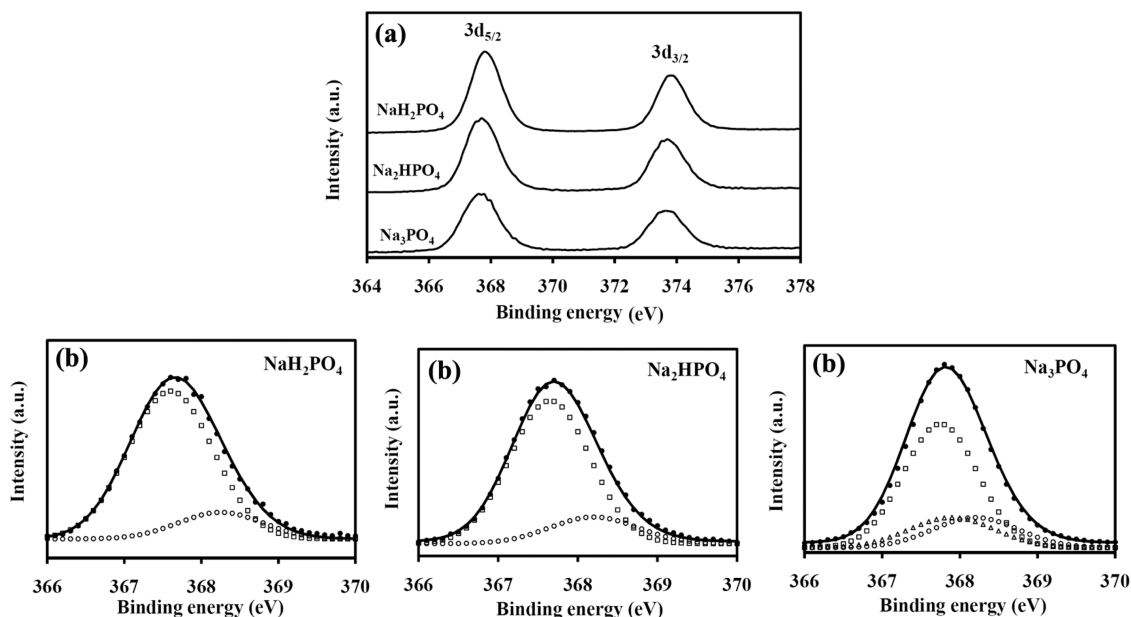 (a)
3d5/2
3d3/2
NaH2PO4
Na2HPO4
Na3PO4
Intensity (a.u.)
364 366 368 370 372 374 376 378
Binding energy (eV)
(b) NaH2PO4
Intensity (a.u.)
366 367 368 369 370
Binding energy (eV)
(b) Na2HPO4
Intensity (a.u.)
366 367 368 369 370
Binding energy (eV)
(b) Na3PO4
Intensity (a.u.)
366 367 368 369 370
Binding energy (eV)